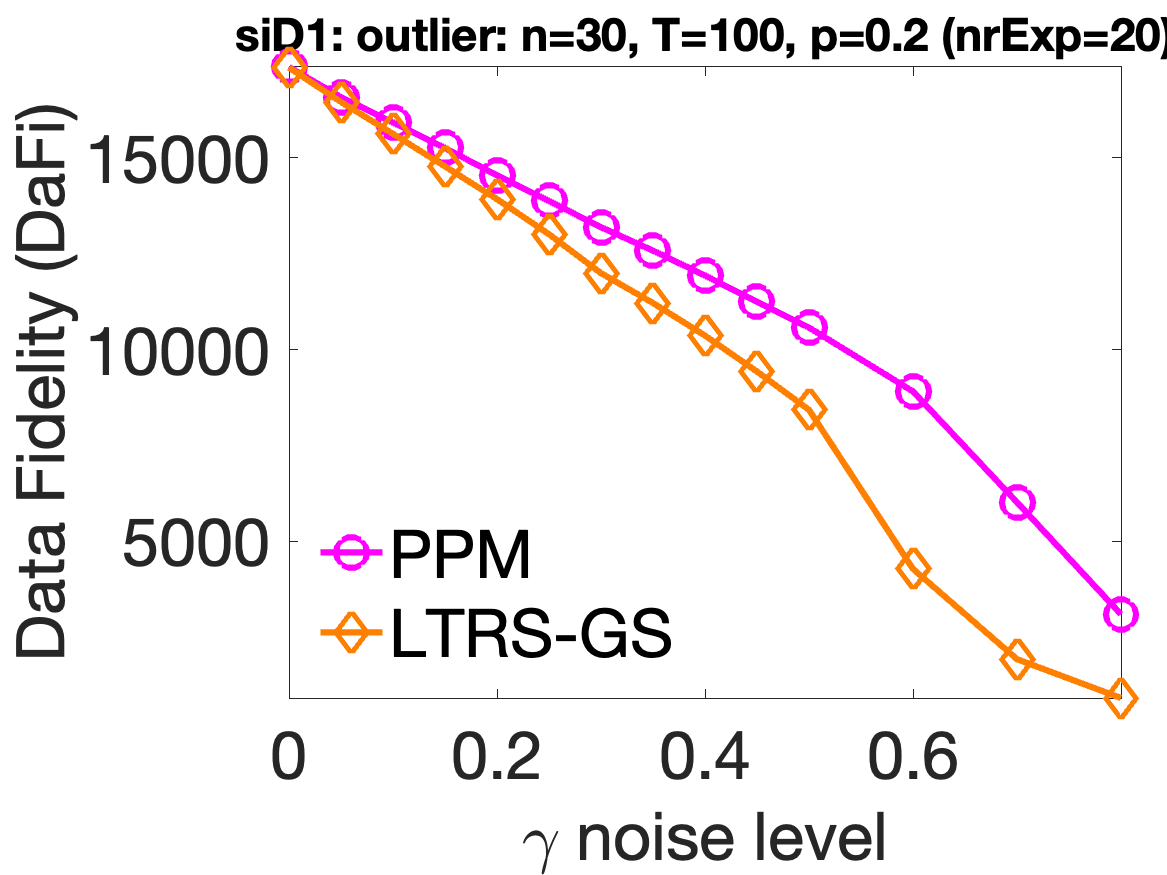 siD1: outlier: n=30, T=100, p=0.2 (nrExp=20)
Data Fidelity (DaFi)
15000
10000
5000
PPM
LTRS-GS
0 0.2 0.4 0.6
γ noise level